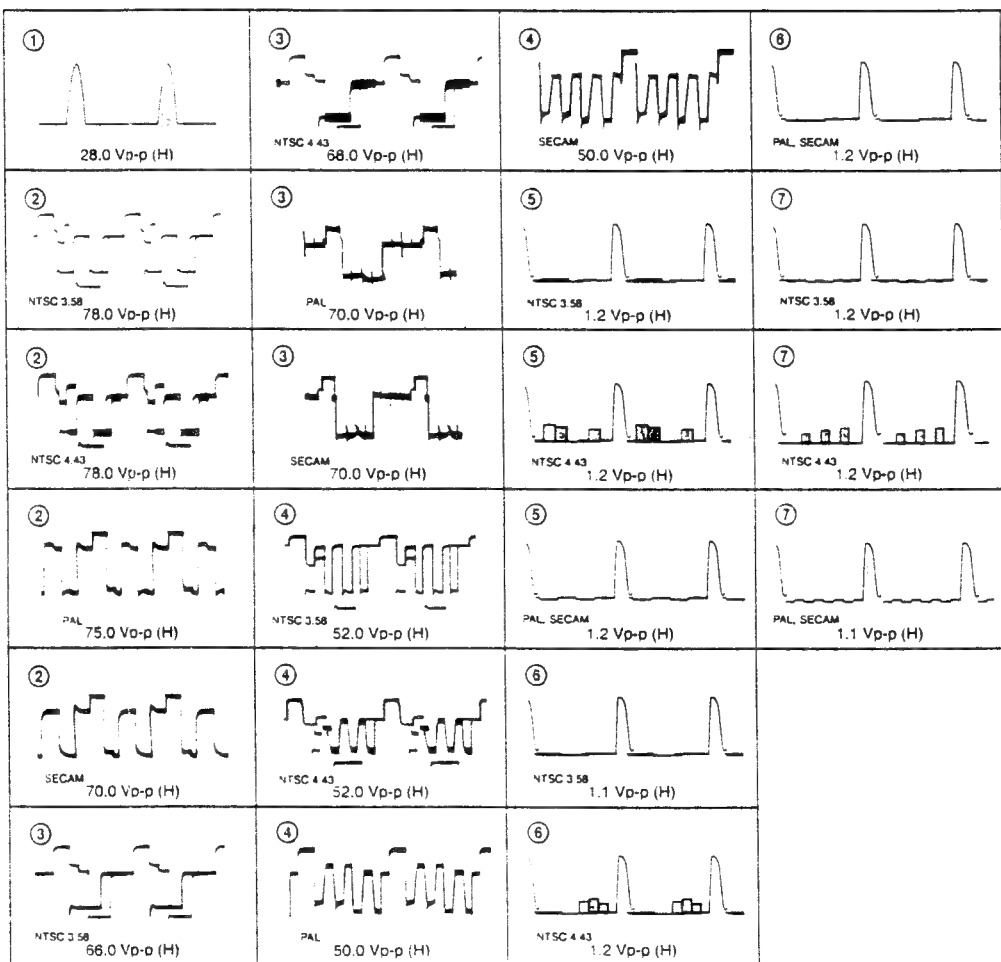 ①
28.0 Vp-p (H)
③
NTSC 4.43
68.0 Vp-p (H)
④
SECAM
50.0 Vp-p (H)
⑥
PAL, SECAM
1.2 Vp-p (H)
②
NTSC 3.58
78.0 Vp-p (H)
③
PAL
70.0 Vp-p (H)
⑤
NTSC 3.58
1.2 Vp-p (H)
⑦
NTSC 3.58
1.2 Vp-p (H)
②
NTSC 4.43
78.0 Vp-p (H)
③
SECAM
70.0 Vp-p (H)
⑤
NTSC 4.43
1.2 Vp-p (H)
⑦
NTSC 4.43
1.2 Vp-p (H)
②
PAL
75.0 Vp-p (H)
④
NTSC 3.58
52.0 Vp-p (H)
⑤
PAL, SECAM
1.2 Vp-p (H)
⑦
PAL, SECAM
1.1 Vp-p (H)
②
SECAM
70.0 Vp-p (H)
④
NTSC 4.43
52.0 Vp-p (H)
⑥
NTSC 3.58
1.1 Vp-p (H)
③
NTSC 3.58
66.0 Vp-p (H)
④
PAL
50.0 Vp-p (H)
⑥
NTSC 4.43
1.2 Vp-p (H)